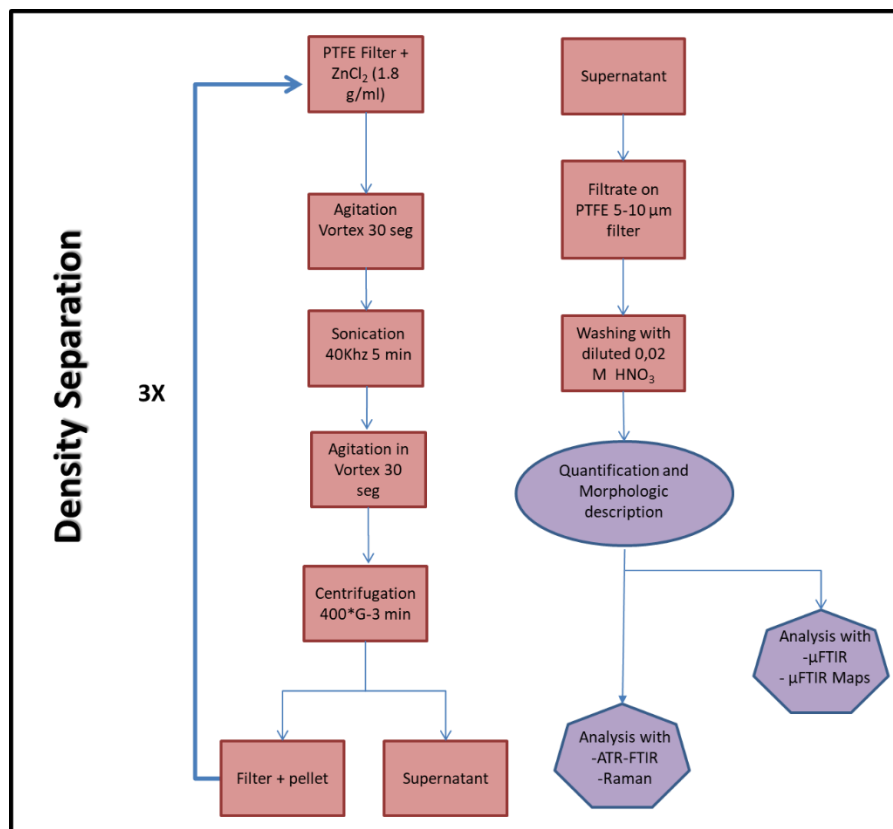 Density Separation
3X
PTFE Filter +
ZnCl₂ (1.8
g/ml)
Agitation
Vortex 30 seg
Sonication
40Khz 5 min
Agitation in
Vortex 30
seg
Centrifugation
400*G-3 min
Filter + pellet
Supernatant
Supernatant
Filtrate on
PTFE 5-10 µm
filter
Washing with
diluted 0,02
M HNO₃
Quantification and
Morphologic
description
Analysis with
-µFTIR
- µFTIR Maps
Analysis with
-ATR-FTIR
-Raman